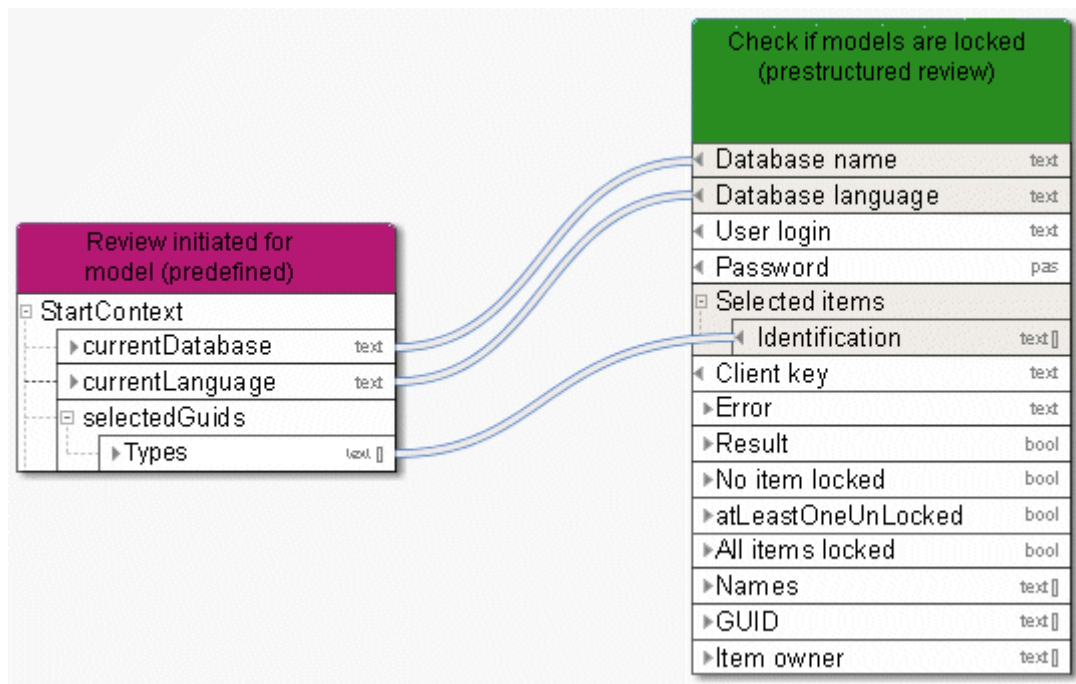 Check if models are locked
(prestructured review)
Database name text
Database language text
User login text
Password pas
Selected items
Identification text[]
Client key text
Error text
Result bool
No item locked bool
atLeastOneUnLocked bool
All items locked bool
Names text[]
GUID text[]
Item owner text[]
Review initiated for
model (predefined)
StartContext
currentDatabase text
currentLanguage text
selectedGuids
Types text []